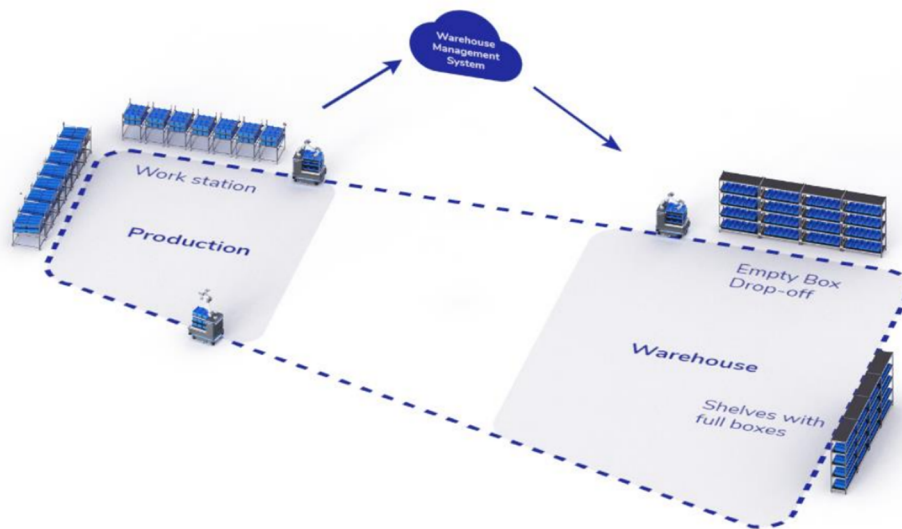 Warehouse
Management
System
Work station
Production
Empty Box
Drop-off
Warehouse
Shelves with
full boxes